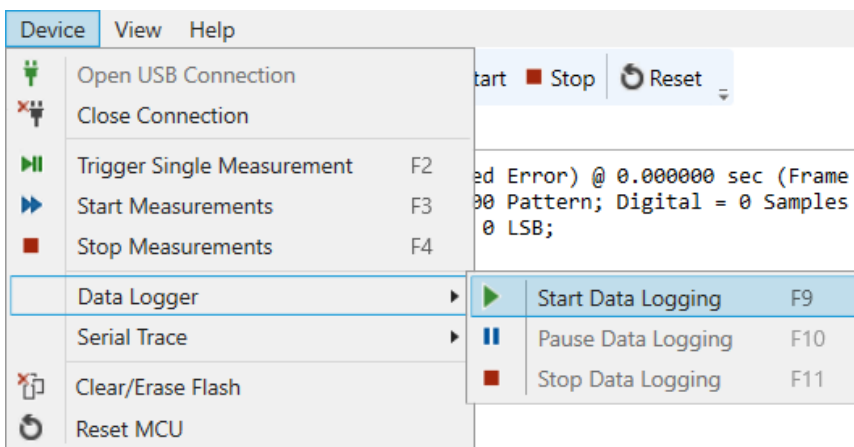 Device View Help
Open USB Connection
tart Stop Reset
Close Connection
Trigger Single Measurement F2
ed Error) @ 0.000000 sec (Frame
Start Measurements F3
00 Pattern; Digital = 0 Samples
Stop Measurements F4
0 LSB;
Data Logger
Start Data Logging F9
Serial Trace
Pause Data Logging F10
Stop Data Logging F11
Clear/Erase Flash
Reset MCU